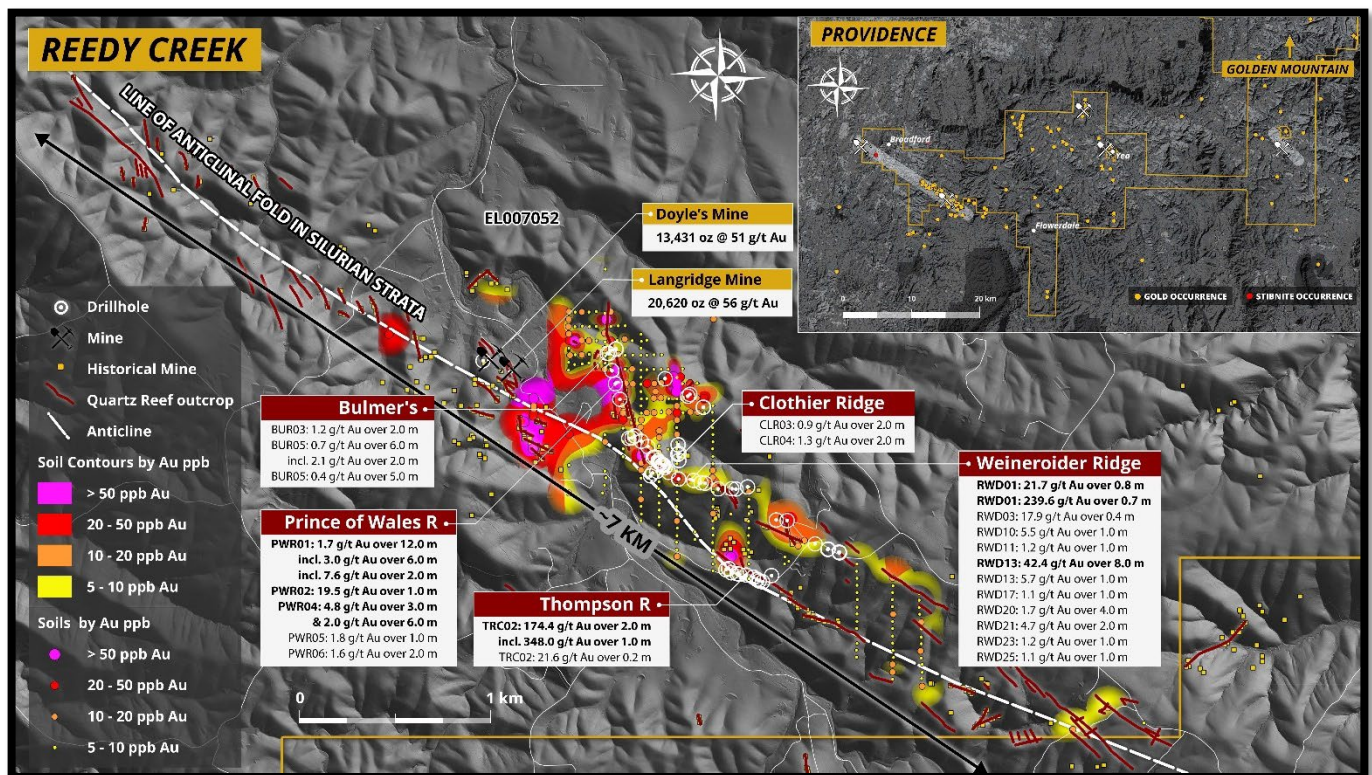 REEDY CREEK
PROVIDENCE
GOLDEN MOUNTAIN
Broadford
Yea
Flowerdale
0 10 20 km
GOLD OCCURRENCE
STIBNITE OCCURRENCE
LINE OF ANTICLINAL FOLD IN SILURIAN STRATA
EL007052
Doyle's Mine
13,431 oz @ 51 g/t Au
Langridge Mine
20,620 oz @ 56 g/t Au
Drillhole
Mine
Historical Mine
Quartz Reef outcrop
Anticline
Soil Contours by Au ppb
> 50 ppb Au
20 - 50 ppb Au
10 - 20 ppb Au
5 - 10 ppb Au
Soils by Au ppb
> 50 ppb Au
20 - 50 ppb Au
10 - 20 ppb Au
5 - 10 ppb Au
Bulmer's
BUR03: 1.2 g/t Au over 2.0 m
BUR05: 0.7 g/t Au over 6.0 m
incl. 2.1 g/t Au over 2.0 m
BUR05: 0.4 g/t Au over 5.0 m
Prince of Wales R
PWR01: 1.7 g/t Au over 12.0 m
incl. 3.0 g/t Au over 6.0 m
incl. 7.6 g/t Au over 2.0 m
PWR02: 19.5 g/t Au over 1.0 m
PWR04: 4.8 g/t Au over 3.0 m
& 2.0 g/t Au over 6.0 m
PWR05: 1.8 g/t Au over 1.0 m
PWR06: 1.6 g/t Au over 2.0 m
~7 KM
Thompson R
TRC02: 174.4 g/t Au over 2.0 m
incl. 348.0 g/t Au over 1.0 m
TRC02: 21.6 g/t Au over 0.2 m
Clothier Ridge
CLR03: 0.9 g/t Au over 2.0 m
CLR04: 1.3 g/t Au over 2.0 m
Weineroider Ridge
RWD01: 21.7 g/t Au over 0.8 m
RWD01: 239.6 g/t Au over 0.7 m
RWD03: 17.9 g/t Au over 0.4 m
RWD10: 5.5 g/t Au over 1.0 m
RWD11: 1.2 g/t Au over 1.0 m
RWD13: 42.4 g/t Au over 8.0 m
RWD13: 5.7 g/t Au over 1.0 m
RWD17: 1.1 g/t Au over 1.0 m
RWD20: 1.7 g/t Au over 4.0 m
RWD21: 4.7 g/t Au over 2.0 m
RWD23: 1.2 g/t Au over 1.0 m
RWD25: 1.1 g/t Au over 1.0 m
0 1 km